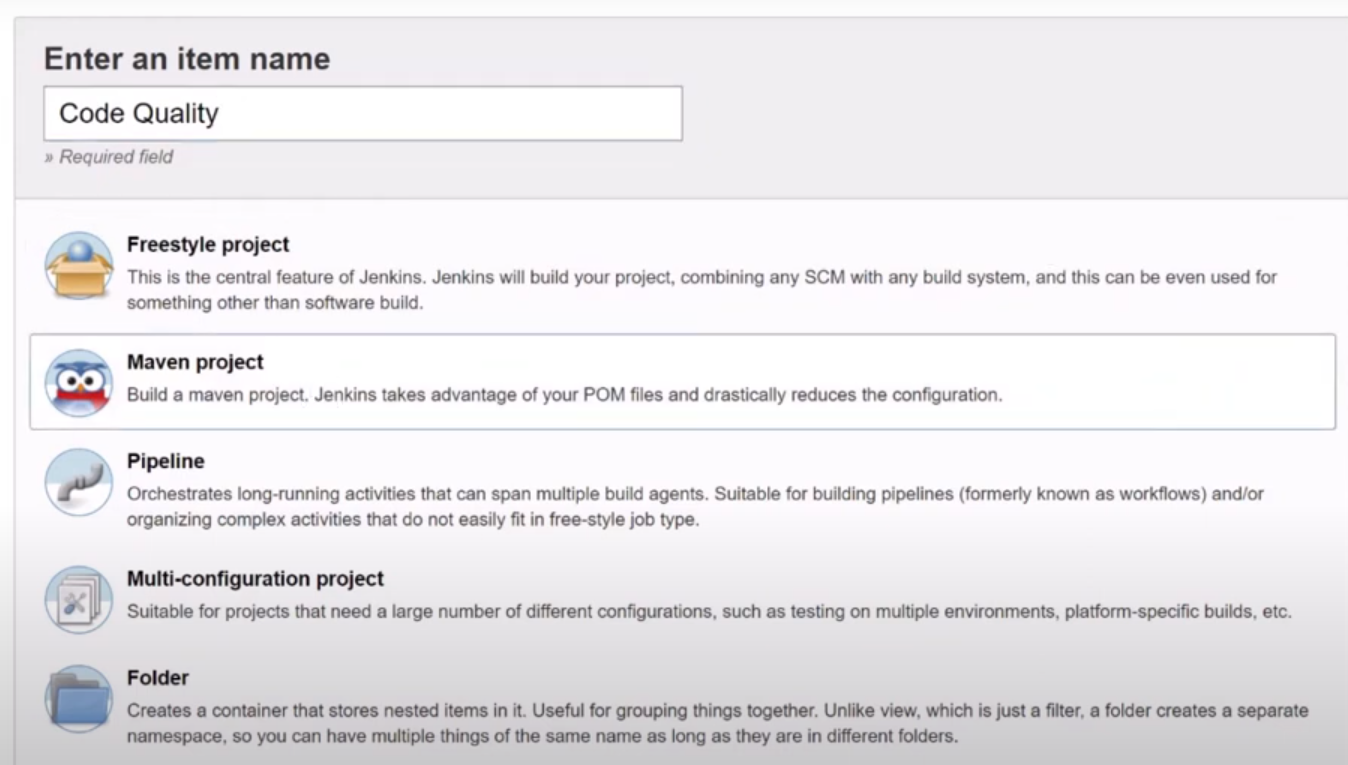 Enter an item name
Code Quality
» Required field
Freestyle project
This is the central feature of Jenkins. Jenkins will build your project, combining any SCM with any build system, and this can be even used for
something other than software build.
Maven project
Build a maven project. Jenkins takes advantage of your POM files and drastically reduces the configuration.
Pipeline
Orchestrates long-running activities that can span multiple build agents. Suitable for building pipelines (formerly known as workflows) and/or
organizing complex activities that do not easily fit in free-style job type.
Multi-configuration project
Suitable for projects that need a large number of different configurations, such as testing on multiple environments, platform-specific builds, etc.
Folder
Creates a container that stores nested items in it. Useful for grouping things together. Unlike view, which is just a filter, a folder creates a separate
namespace, so you can have multiple things of the same name as long as they are in different folders.